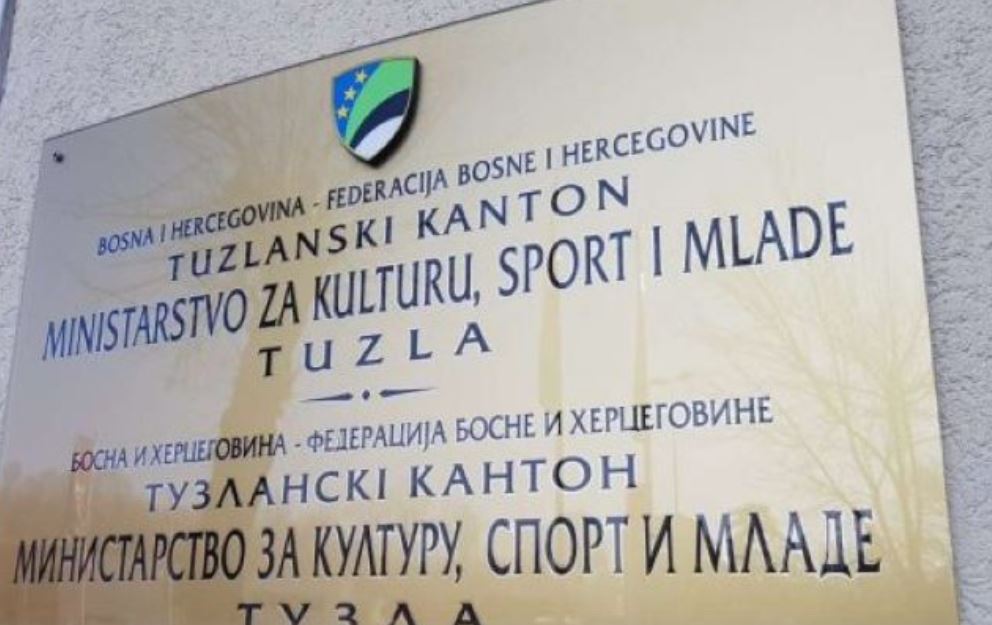 BOSNA I HERCEGOVINA - FEDERACIJA BOSNE I HERCEGOVINE
TUZLANSKI KANTON
MINISTARSTVO ZA KULTURU, SPORT I MLADE
TUZLA
БОСНА И ХЕРЦЕГОВИНА - ФЕДЕРАЦИЈА БОСНЕ И ХЕРЦЕГОВИНЕ
ТУЗЛАНСКІ КАНТОН
МИНИСТАРСТВО ЗА КУЛТУРУ, СПОРТ И МЛАДЕ
ТУЗЛА